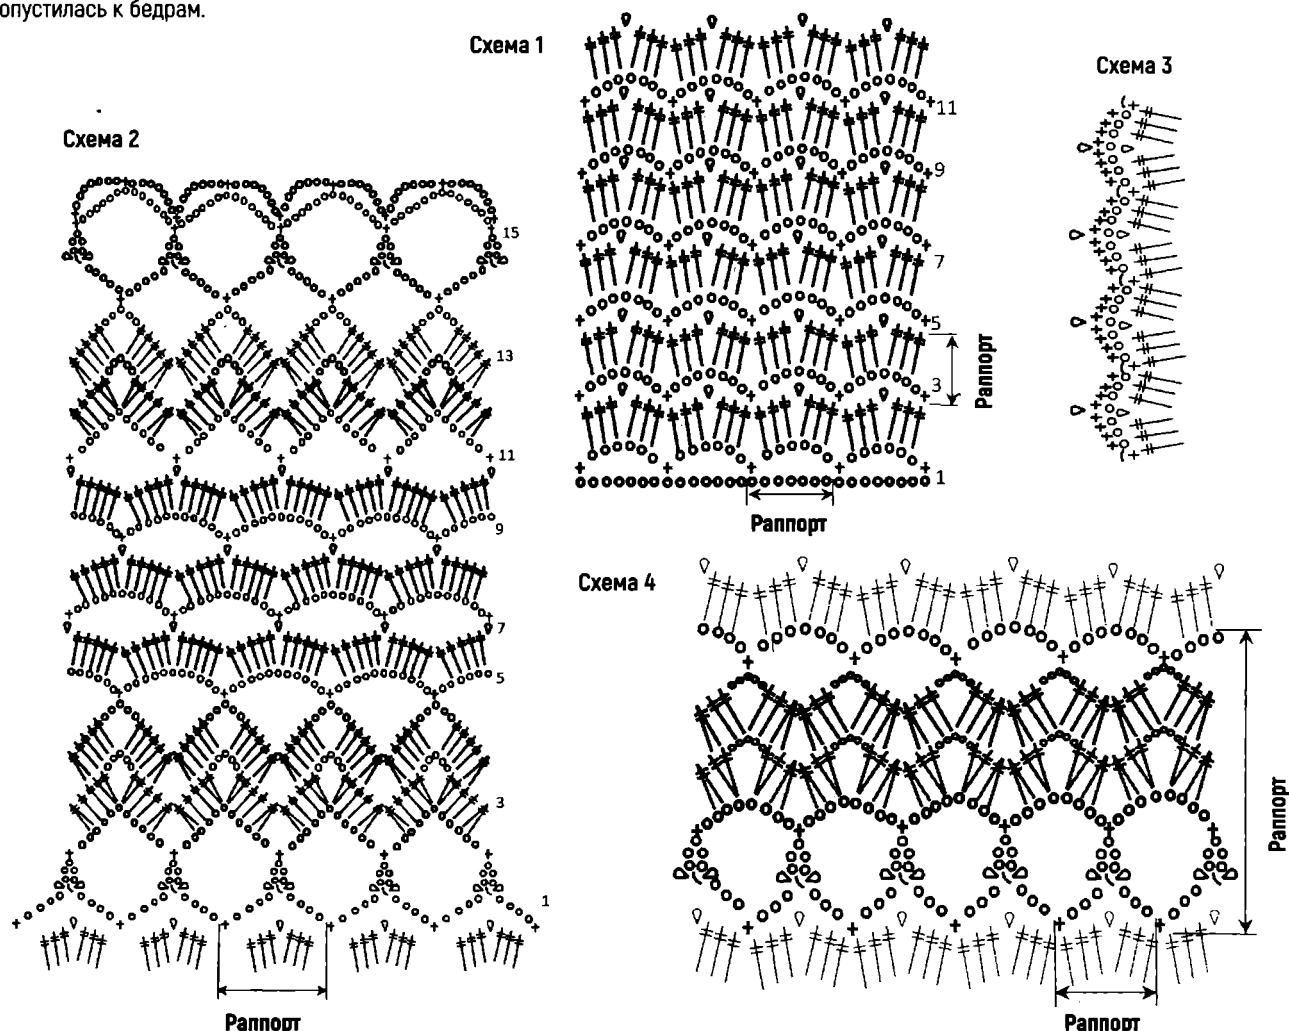 опустилась к бедрам.
Схема 1
11
9
7
5
3
1
Раппорт
Раппорт
Схема 2
15
13
11
9
7
5
3
1
Раппорт
Схема 3
Схема 4
Раппорт
Раппорт